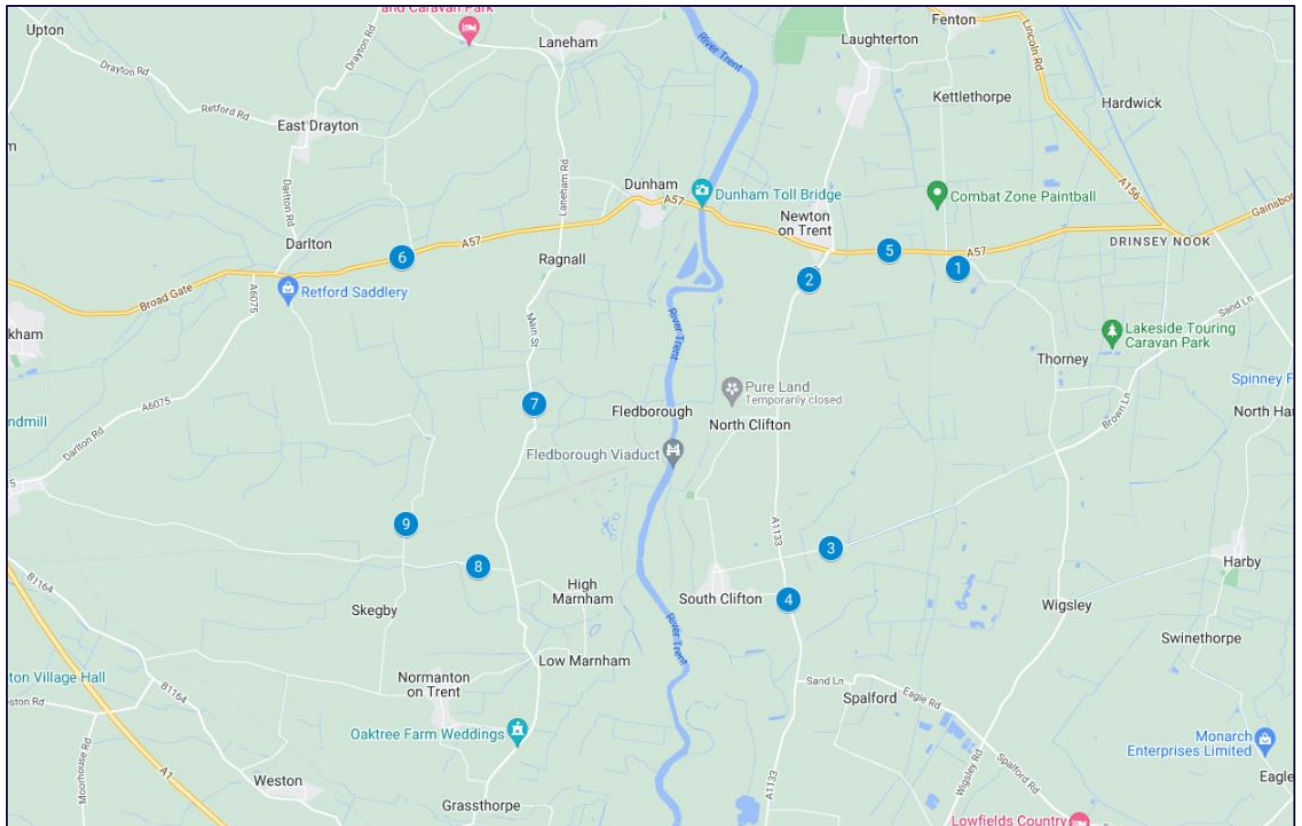 and Caravan Park
Upton
Laneham
River Trent
Laughterton
Fenton
Lincoln Rd
Drayton Rd
Drayton Rd
Retford Rd
East Drayton
Kettlethorpe
Hardwick
A156
Gainsbo
Darlton Rd
Laneham Rd
Dunham
A57
Dunham Toll Bridge
Combat Zone Paintball
Newton
on Trent
DRINSEY NOOK
Darlton
6
A57
Ragnall
5
A57
1
2
Broad Gate
A6075
Retford Saddlery
River Trent
Sand Ln
Main St
kham
Lakeside Touring
Caravan Park
Thorney
Spinney F
A6075
7
Pure Land
Temporarily closed
Fledborough
North Clifton
Brown Ln
North Ha
ndmill
Darlton Rd
Fledborough Viaduct
5
9
A1133
3
8
Harby
B1164
High
Marnham
South Clifton
4
Skegby
Wigsley
River Trent
Swinethorpe
Low Marnham
ton Village Hall
Normanton
on Trent
Sand Ln
Spalford
Eagle Rd
B1164
ston Rd
Oaktree Farm Weddings
Monarch
Enterprises Limited
Moorhouse Rd
A1
Weston
A1133
Wigsley Rd
Spalford Rd
Eagle
Grassthorpe
Lowfields Country